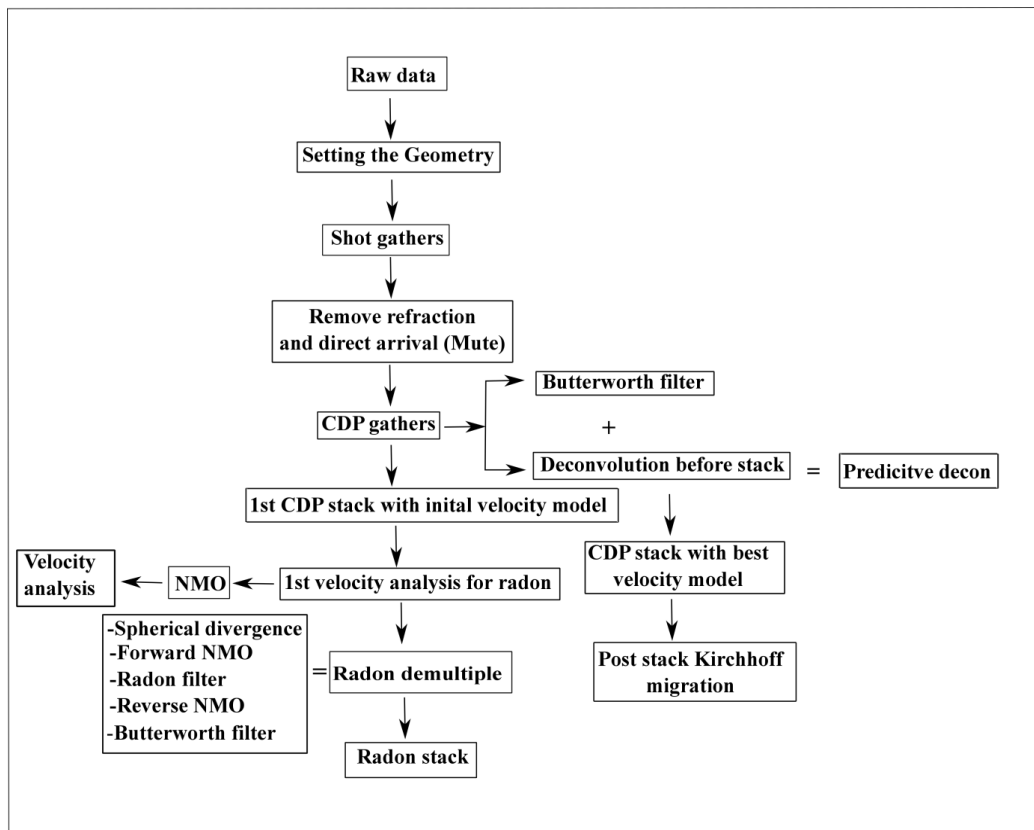 Raw data
Setting the Geometry
Shot gathers
Remove refraction
and direct arrival (Mute)
CDP gathers
Butterworth filter
+
Deconvolution before stack
=
Predicitve decon
1st CDP stack with inital velocity model
CDP stack with best
velocity model
1st velocity analysis for radon
NMO
Velocity
analysis
-Spherical divergence
-Forward NMO
-Radon filter
-Reverse NMO
-Butterworth filter
=
Radon demultiple
Post stack Kirchhoff
migration
Radon stack